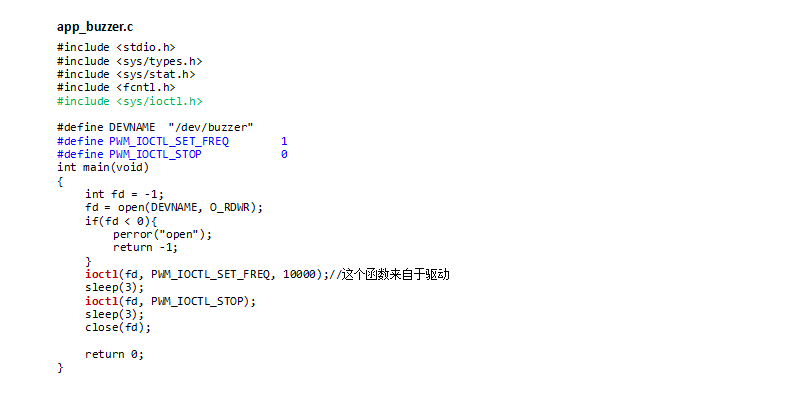 app_buzzer.c
#include <stdio.h>
#include <sys/types.h>
#include <sys/stat.h>
#include <fcntl.h>
#include <sys/ioctl.h>

#define DEVNAME  "/dev/buzzer"
#define PWM_IOCTL_SET_FREQ        1
#define PWM_IOCTL_STOP            0
int main(void)
{
    int fd = -1;
    fd = open(DEVNAME, O_RDWR);
    if(fd < 0){
        perror("open");
        return -1;
    }
    ioctl(fd, PWM_IOCTL_SET_FREQ, 10000);//这个函数来自于驱动
    sleep(3);
    ioctl(fd, PWM_IOCTL_STOP);
    sleep(3);
    close(fd);

    return 0;
}